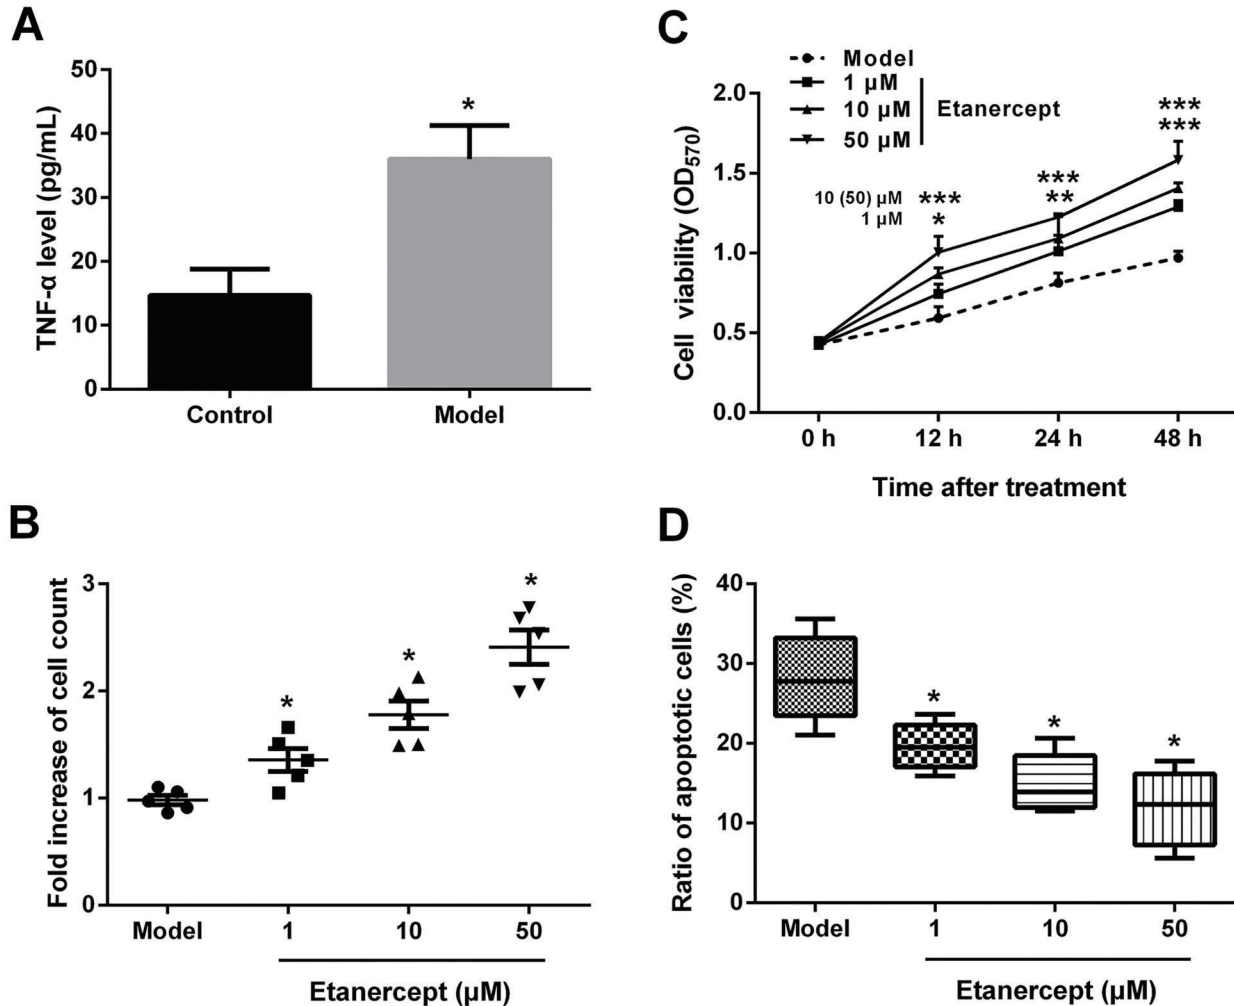 A
TNF-α level (pg/mL)
50
40
30
20
10
0
*
Control
Model
C
Model
1 μM
10 μM
50 μM
Etanercept
Cell viability (OD570)
2.0
1.5
1.0
0.5
0.0
10 (50) μM
1 μM
***
*
***
**
***
***
0 h
12 h
24 h
48 h
Time after treatment
B
Fold increase of cell count
3
2
1
0
*
*
*
Model
1
10
50
Etanercept (μM)
D
Ratio of apoptotic cells (%)
40
30
20
10
0
*
*
*
Model
1
10
50
Etanercept (μM)